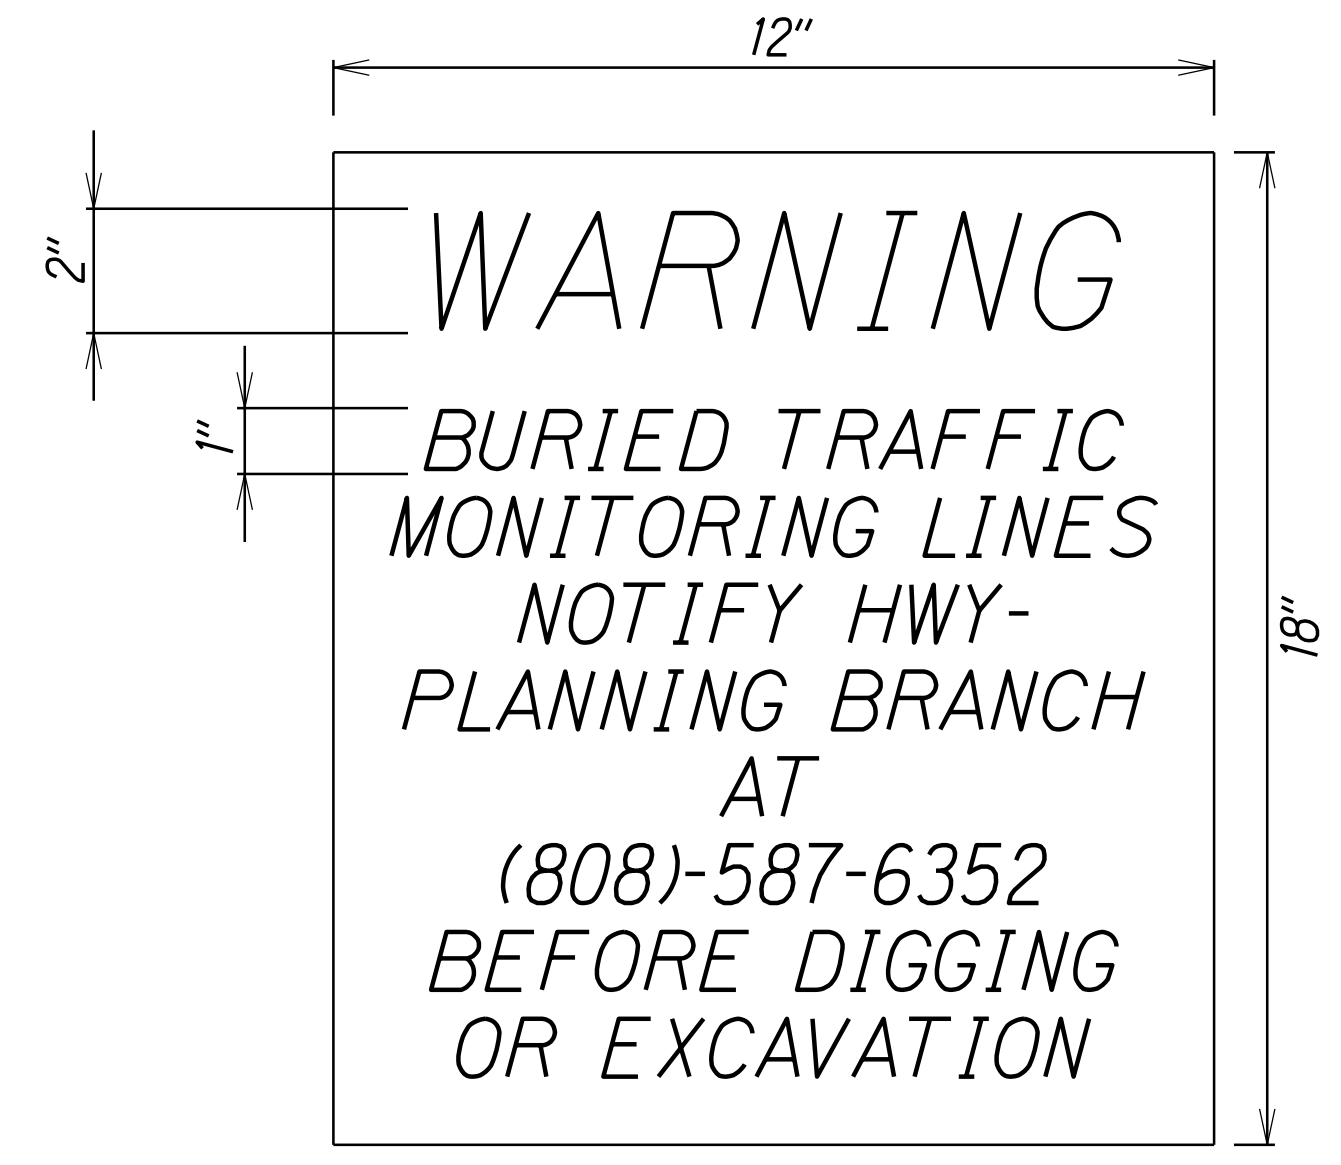 12"
2"
WARNING
1"
BURIED TRAFFIC
MONITORING LINES
NOTIFY HWY-
18"
PLANNING BRANCH
AT
(808)-587-6352
BEFORE DIGGING
OR EXCAVATION